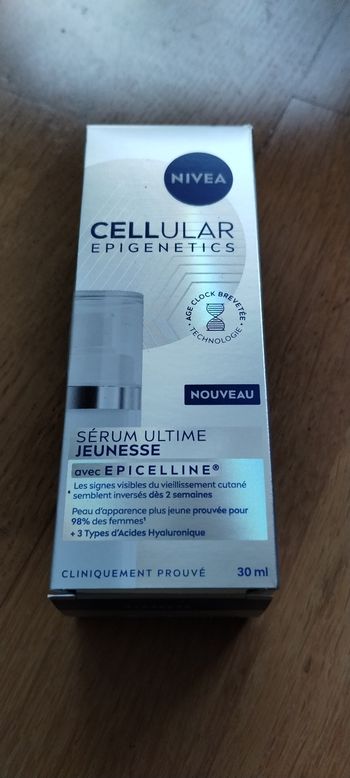 NIVEA
CELLULAR
EPIGENETICS
AGE CLOCK BREVETÉE
• TECHNOLOGIE •
NOUVEAU
SÉRUM ULTIME
JEUNESSE
avec EPICELLINE®
Les signes visibles du vieillissement cutané
semblent inversés dès 2 semaines
Peau d'apparence plus jeune prouvée pour
98% des femmes¹
+ 3 Types d'Acides Hyaluronique
CLINIQUEMENT PROUVÉ
30 ml